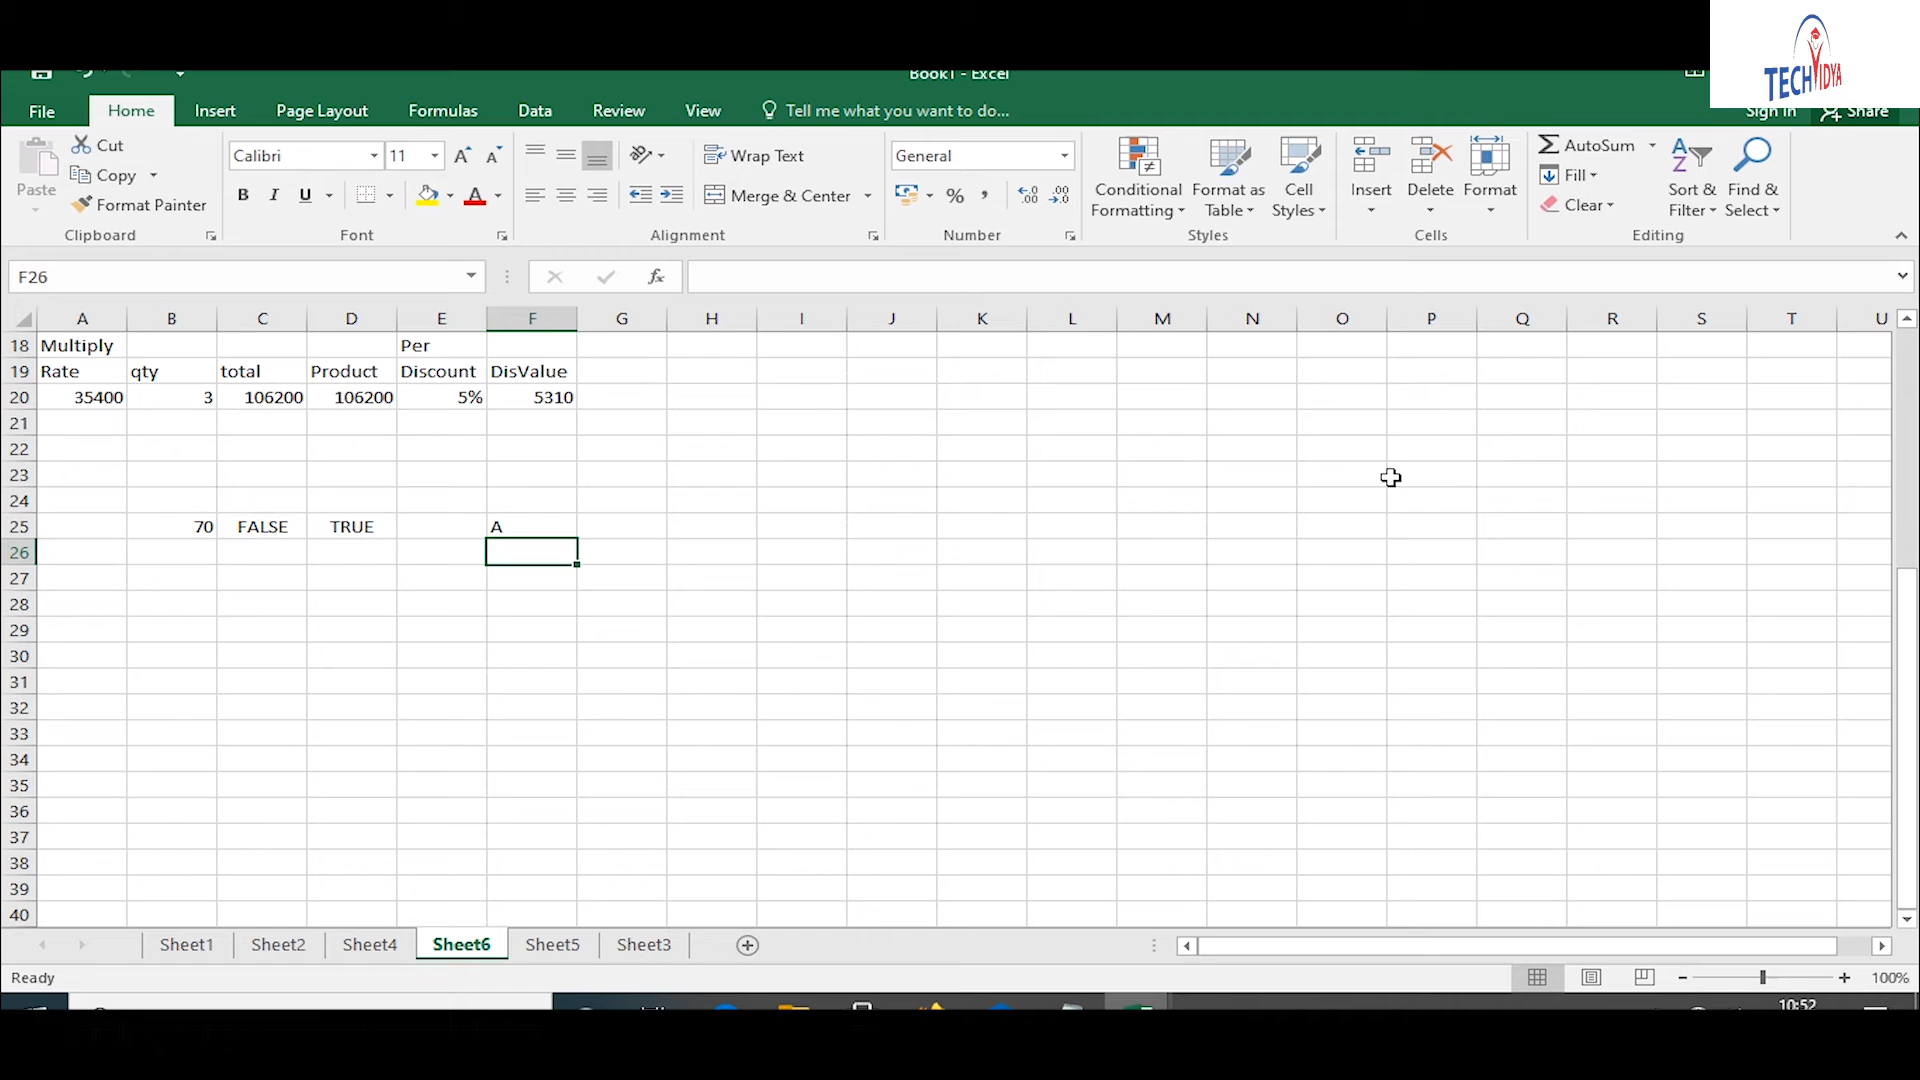 TECHVIDYA
Book1 - Excel
File Home Insert Page Layout Formulas Data Review View Tell me what you want to do... Sign in Share
Cut
Copy
Format Painter
Paste
Clipboard
Calibri 11
B I U A
Font
Wrap Text
Merge & Center
Alignment
General
%
Number
Conditional Formatting
Format as Table
Cell Styles
Styles
Insert Delete Format
Cells
AutoSum
Fill
Clear
Sort & Filter
Find & Select
Editing
F26 fx
A B C D E F G H I J K L M N O P Q R S T U
18 Multiply Per
19 Rate qty total Product Discount DisValue
20 35400 3 106200 106200 5% 5310
21
22
23
24
25 70 FALSE TRUE A
26
27
28
29
30
31
32
33
34
35
36
37
38
39
40
Sheet1 Sheet2 Sheet4 Sheet6 Sheet5 Sheet3
Ready 100%
10:52